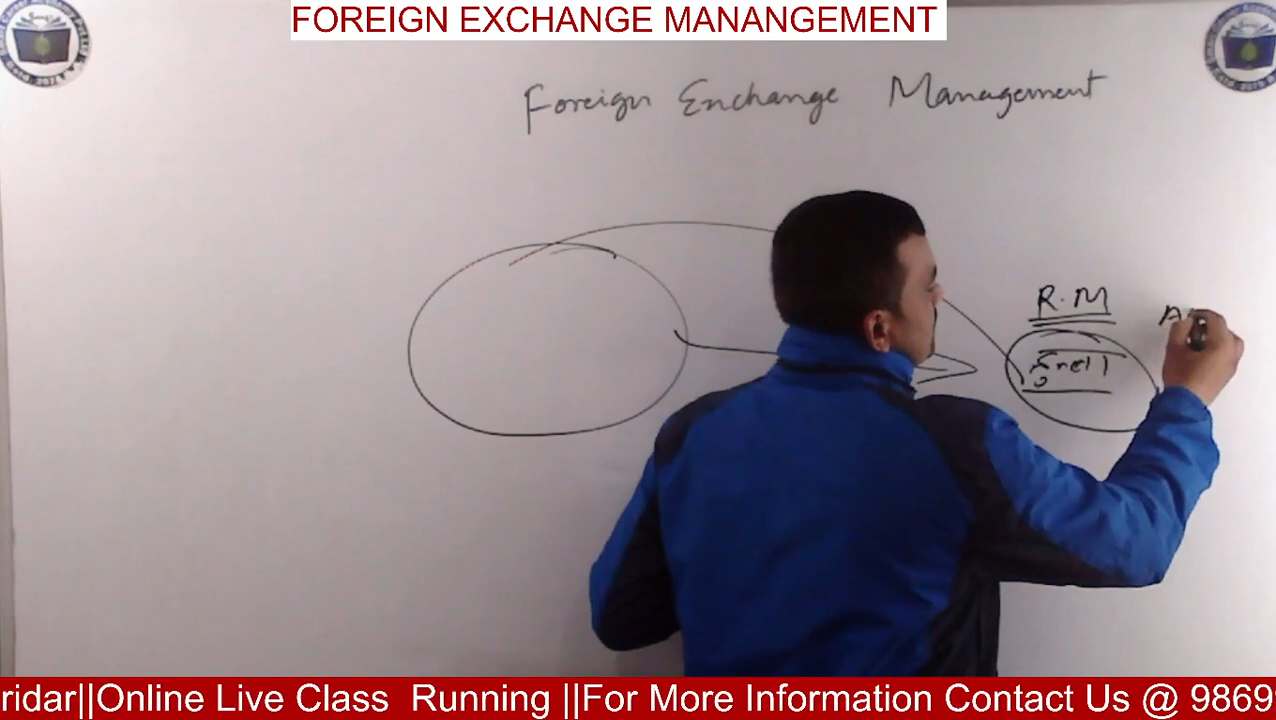 FOREIGN EXCHANGE MANANGEMENT
Foreign Exchange Management
R.M
ridar||Online Live Class Running ||For More Information Contact Us @ 9869